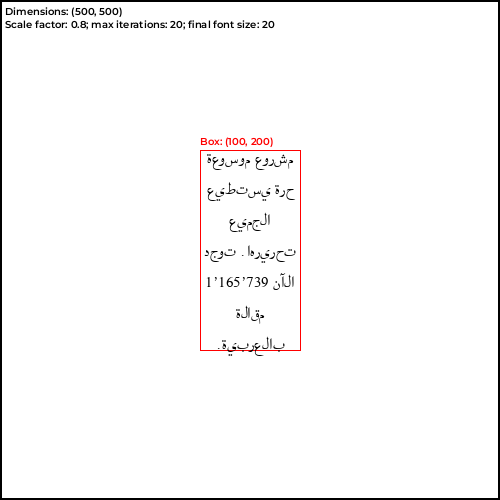 Dimensions: (500, 500)
Scale factor: 0.8; max iterations: 20; final font size: 20
Box: (100, 200)
مشروع موسوعة
حرة يستطيع
الجميع
تحريرها. توجد
الآن 739’165’1
مقالة
بالعربية.